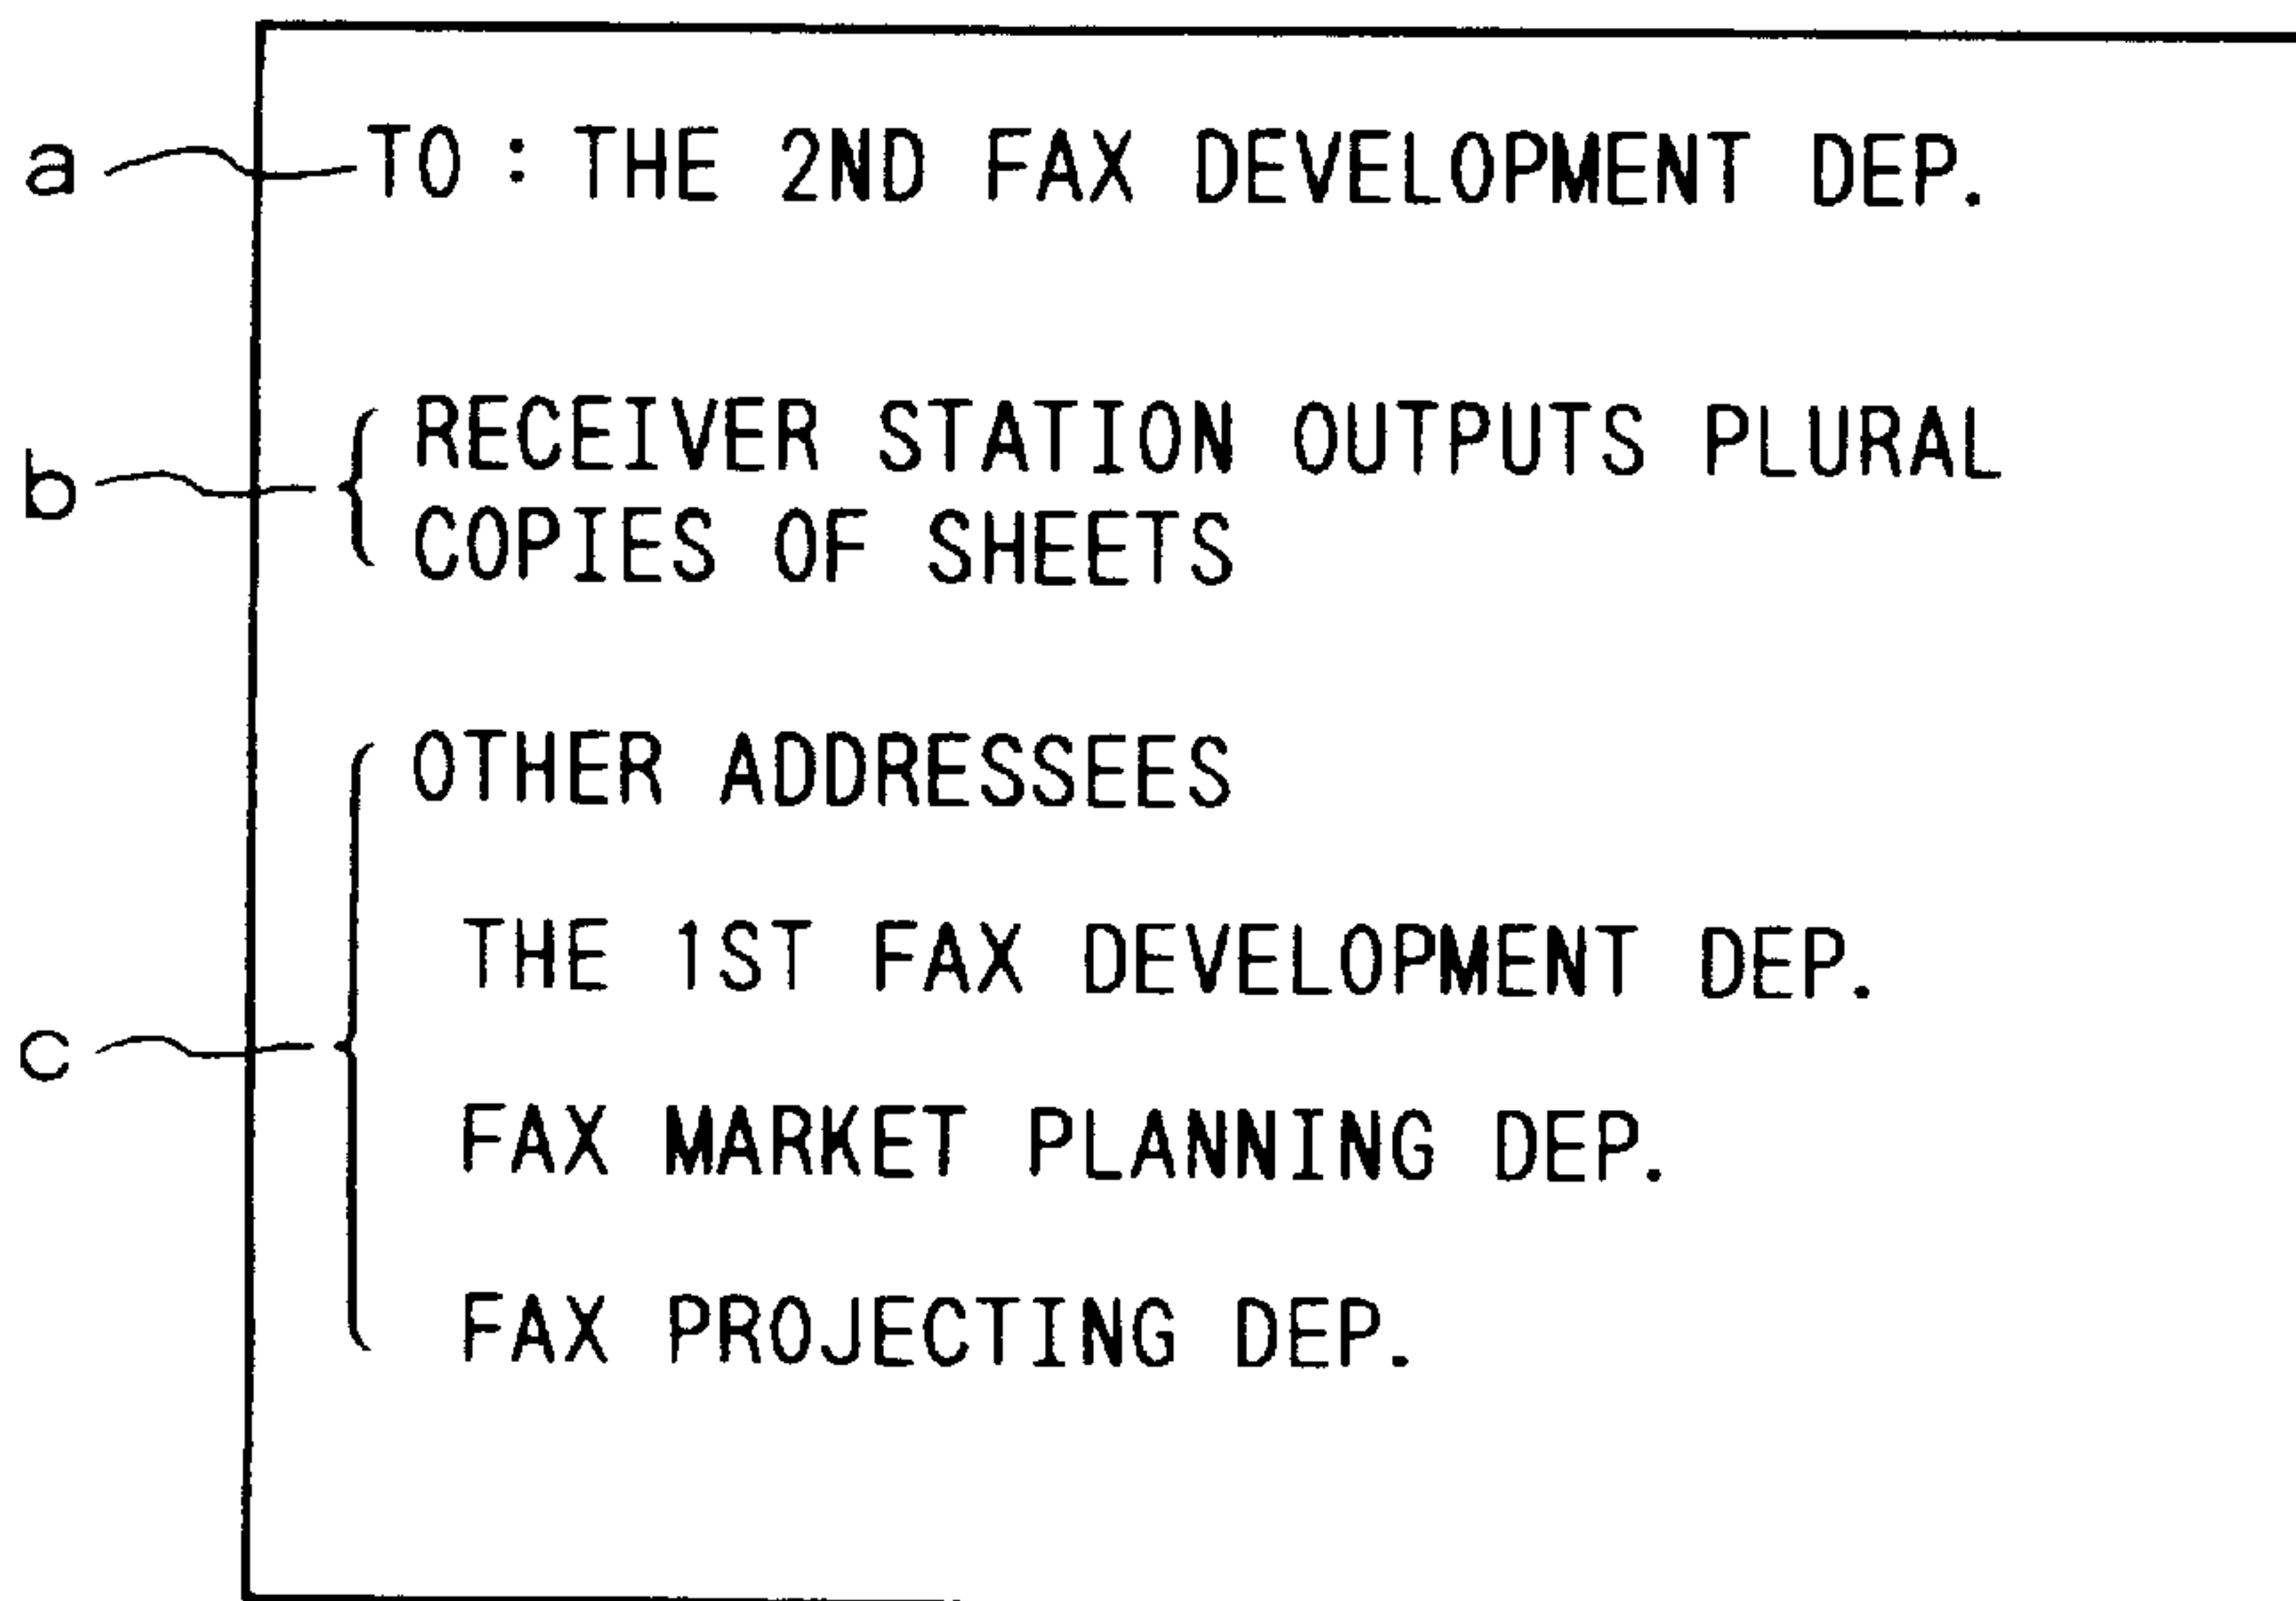 a TO: THE 2ND FAX DEVELOPMENT DEP.
b RECEIVER STATION OUTPUTS PLURAL
COPIES OF SHEETS
OTHER ADDRESSEES
THE 1ST FAX DEVELOPMENT DEP.
c
FAX MARKET PLANNING DEP.
FAX PROJECTING DEP.